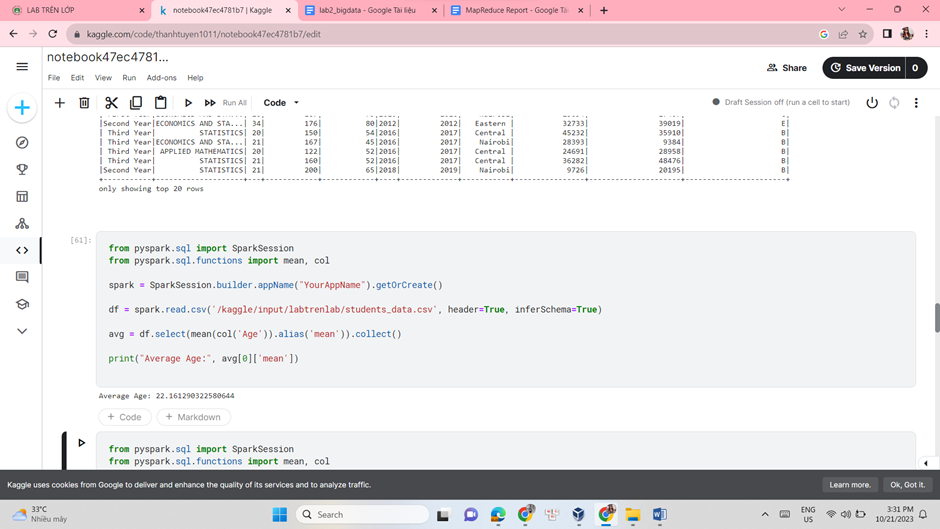 LAB TRÊN LỚP
notebook47ec4781b7 | Kaggle
lab2_bigdata - Google Tài liệu
MapReduce Report - Google Tài l
kaggle.com/code/thanhtuyen1011/notebook47ec4781b7/edit
notebook47ec4781...
File Edit View Run Add-ons Help
Share
Save Version 0
Run All
Code
Draft Session off (run a cell to start)
|Second Year|ECONOMICS AND STA...| 34| 176| 80|2012| 2012| Eastern | 32733| 39019| E|
| Third Year| STATISTICS| 20| 150| 54|2016| 2017| Central | 45232| 35910| B|
| Third Year|ECONOMICS AND STA...| 21| 167| 45|2016| 2017| Nairobi| 28393| 9384| B|
| Third Year| APPLIED MATHEMATICS| 20| 122| 52|2016| 2017| Central | 24691| 28958| B|
| Third Year| STATISTICS| 21| 160| 52|2016| 2017| Central | 36282| 48476| B|
|Second Year| STATISTICS| 21| 200| 65|2018| 2019| Nairobi| 9726| 20195| B|
only showing top 20 rows
[61]:
from pyspark.sql import SparkSession
from pyspark.sql.functions import mean, col
spark = SparkSession.builder.appName("YourAppName").getOrCreate()
df = spark.read.csv('/kaggle/input/labtrenlab/students_data.csv', header=True, inferSchema=True)
avg = df.select(mean(col('Age')).alias('mean')).collect()
print("Average Age:", avg[0]['mean'])
Average Age: 22.161290322580644
+ Code + Markdown
from pyspark.sql import SparkSession
from pyspark.sql.functions import mean, col
Kaggle uses cookies from Google to deliver and enhance the quality of its services and to analyze traffic.
Learn more.
Ok, Got it.
33°C
Nhiều mây
Search
ENG
US
3:31 PM
10/21/2023